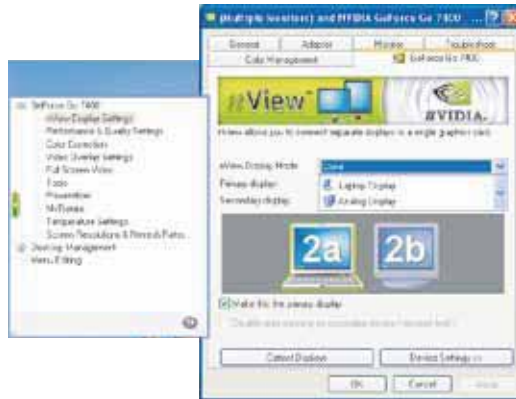 (Multiple Monitors) and NVIDIA GeForce Go 7400 ...
General
Adapter
Monitor
Troubleshoot
Color Management
GeForce Go 7400
nView
NVIDIA.
nView allows you to connect separate displays to a single graphics card.
nView Display Mode:
Clone
Primary display:
Laptop Display
Secondary display:
Analog Display
2a
2b
Make this the primary display
Detect Displays
Device Settings >>
OK
Cancel
Apply
GeForce Go 7400
nView Display Settings
Performance & Quality Settings
Color Correction
Video Overlay Settings
Full Screen Video
Tools
PowerMizer
NVRotate
Temperature Settings
Screen Resolutions & Refresh Rates
Desktop Management
Menu Editing